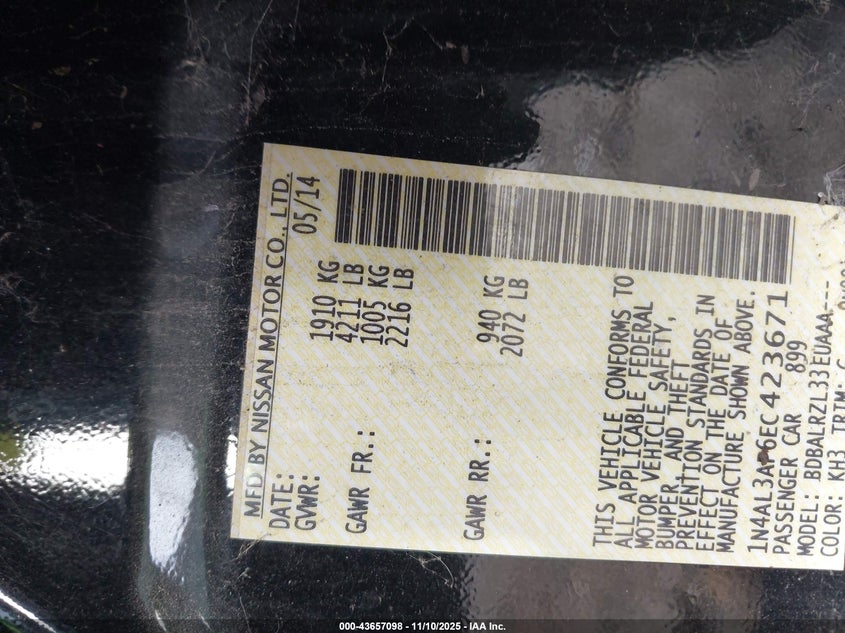 MFD BY NISSAN MOTOR CO., LTD.
DATE: 05/14
GVWR: 1910 KG
4211 LB
GAWR FR.: 1005 KG
2216 LB
GAWR RR.: 940 KG
2072 LB
THIS VEHICLE CONFORMS TO
ALL APPLICABLE FEDERAL
MOTOR VEHICLE SAFETY,
BUMPER, AND THEFT
PREVENTION STANDARDS IN
EFFECT ON THE DATE OF
MANUFACTURE SHOWN ABOVE.
PASSENGER CAR 899
MODEL: BDBALRZL33EUAAA---
COLOR: KH3 TRIM: G
000-43657098 - 11/10/2025 - IAA Inc.